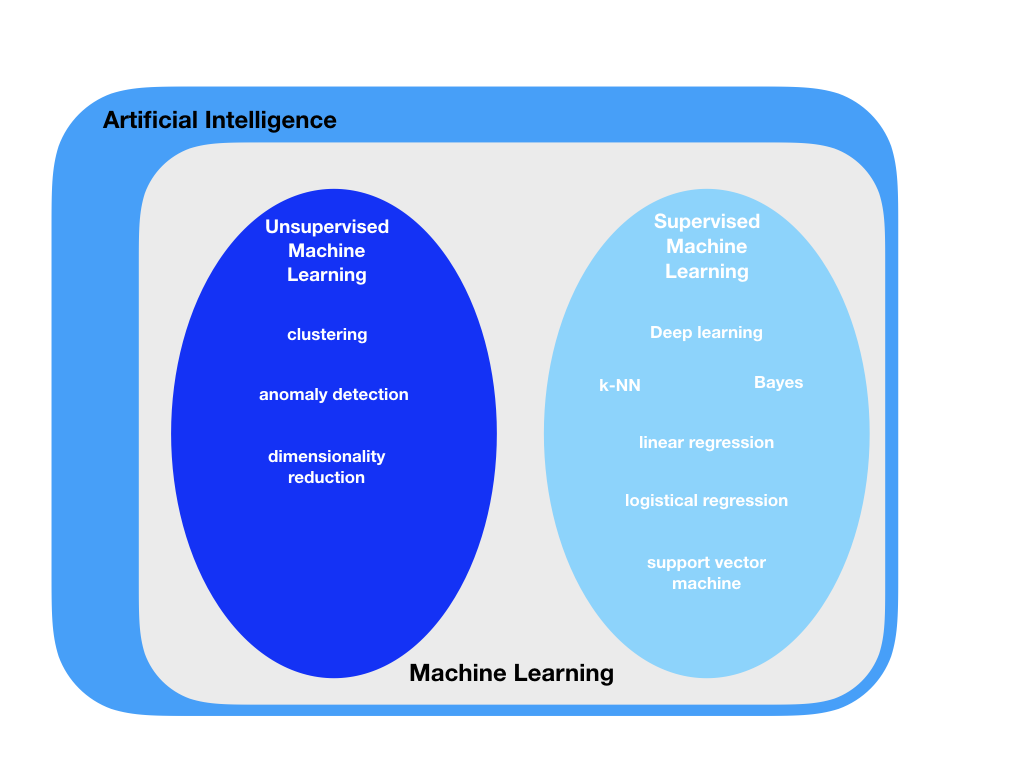 Artificial Intelligence
Unsupervised
Machine
Learning
clustering
anomaly detection
dimensionality
reduction
Supervised
Machine
Learning
Deep learning
k-NN
Bayes
linear regression
logistical regression
support vector
machine
Machine Learning